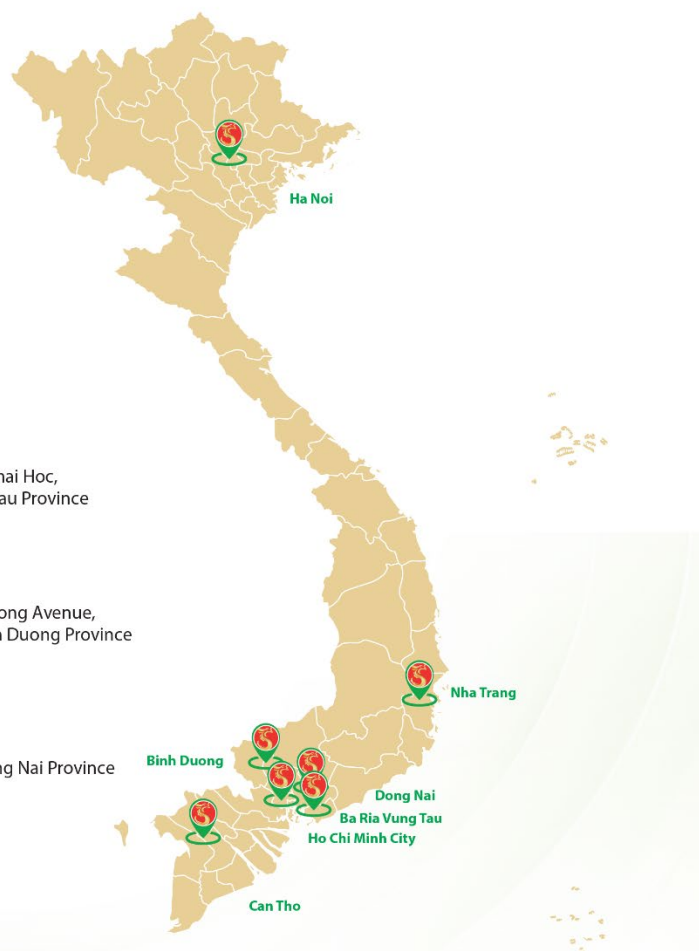 Ha Noi
hai Hoc,
au Province
ong Avenue,
Duong Province
Nha Trang
Binh Duong
ng Nai Province
Dong Nai
Ba Ria Vung Tau
Ho Chi Minh City
Can Tho